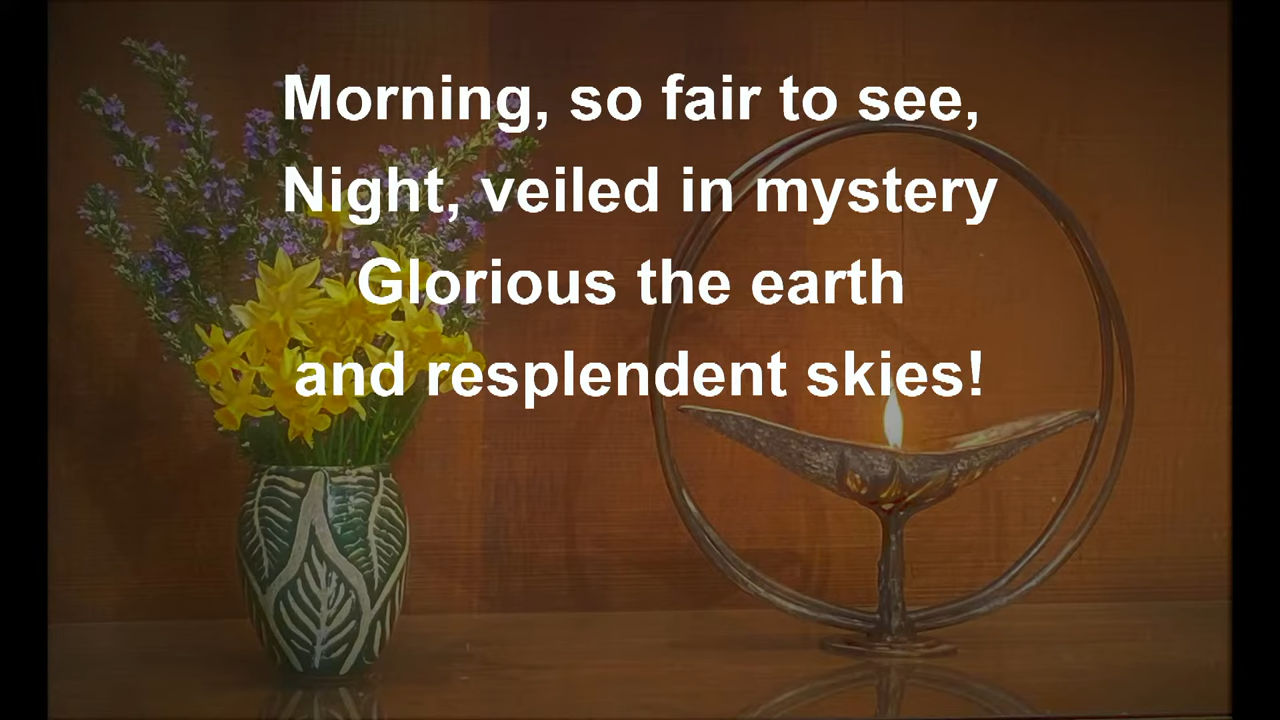 Morning, so fair to see,
Night, veiled in mystery
Glorious the earth
and resplendent skies!